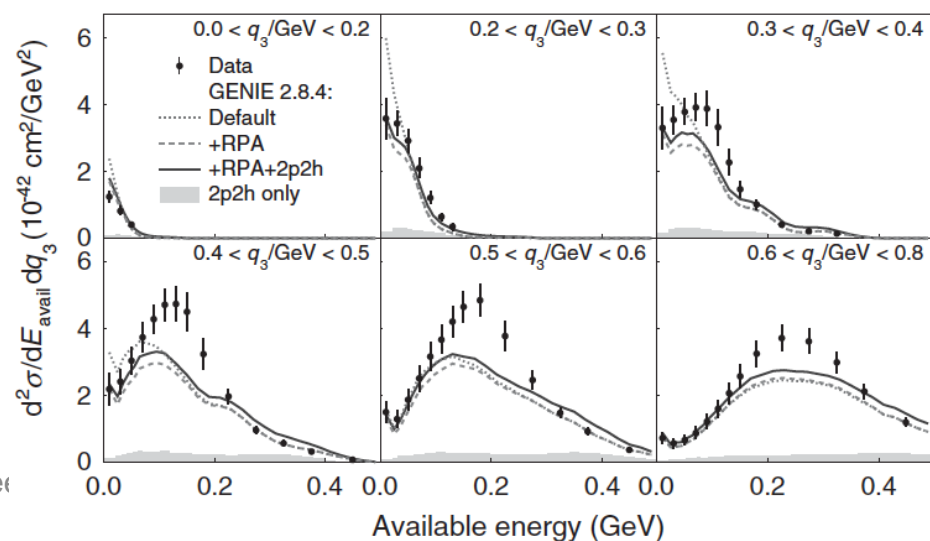 0.0 < q₃/GeV < 0.2
0.2 < q₃/GeV < 0.3
0.3 < q₃/GeV < 0.4
6
4
2
0
Data
GENIE 2.8.4:
Default
+RPA
+RPA+2p2h
2p2h only
0.4 < q₃/GeV < 0.5
0.5 < q₃/GeV < 0.6
0.6 < q₃/GeV < 0.8
6
4
2
0
0.0 0.2 0.4 0.0 0.2 0.4 0.0 0.2 0.4
Available energy (GeV)
d²σ/dE_avail dq₃ (10⁻⁴² cm²/GeV²)